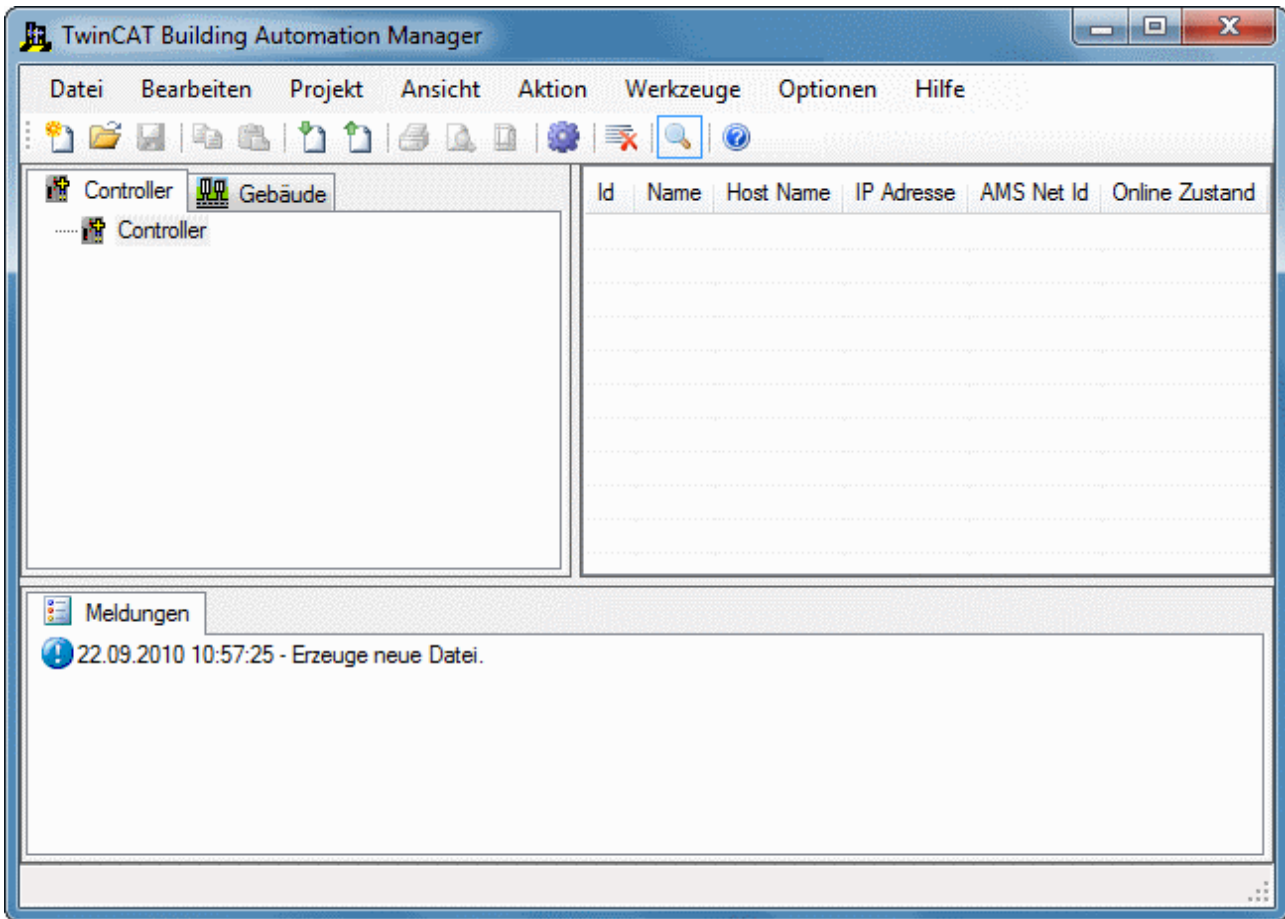 TwinCAT Building Automation Manager
Datei Bearbeiten Projekt Ansicht Aktion Werkzeuge Optionen Hilfe
Controller Gebäude
Controller
Id Name Host Name IP Adresse AMS Net Id Online Zustand
Meldungen
22.09.2010 10:57:25 - Erzeuge neue Datei.